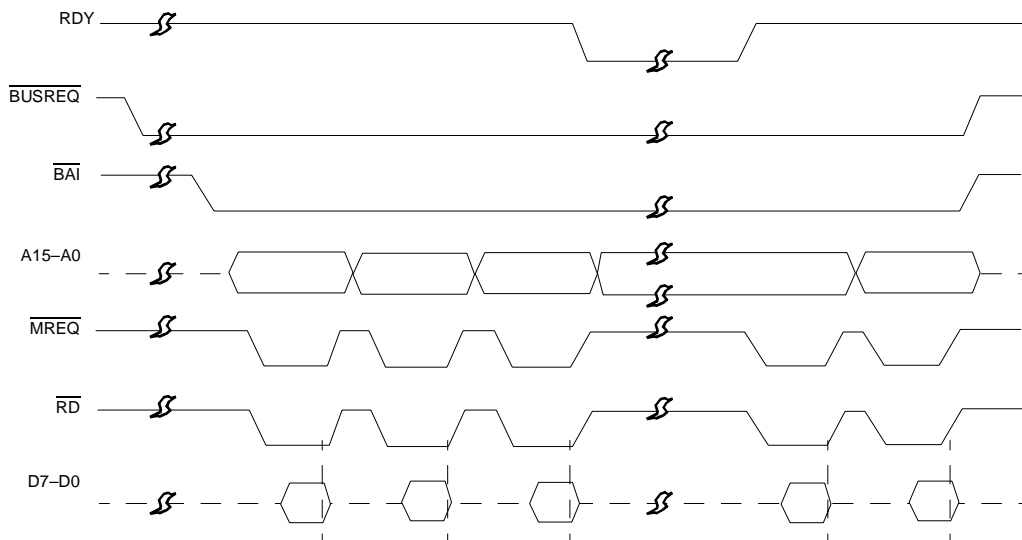 RDY
BUSREQ
BAI
A15–A0
MREQ
RD
D7–D0